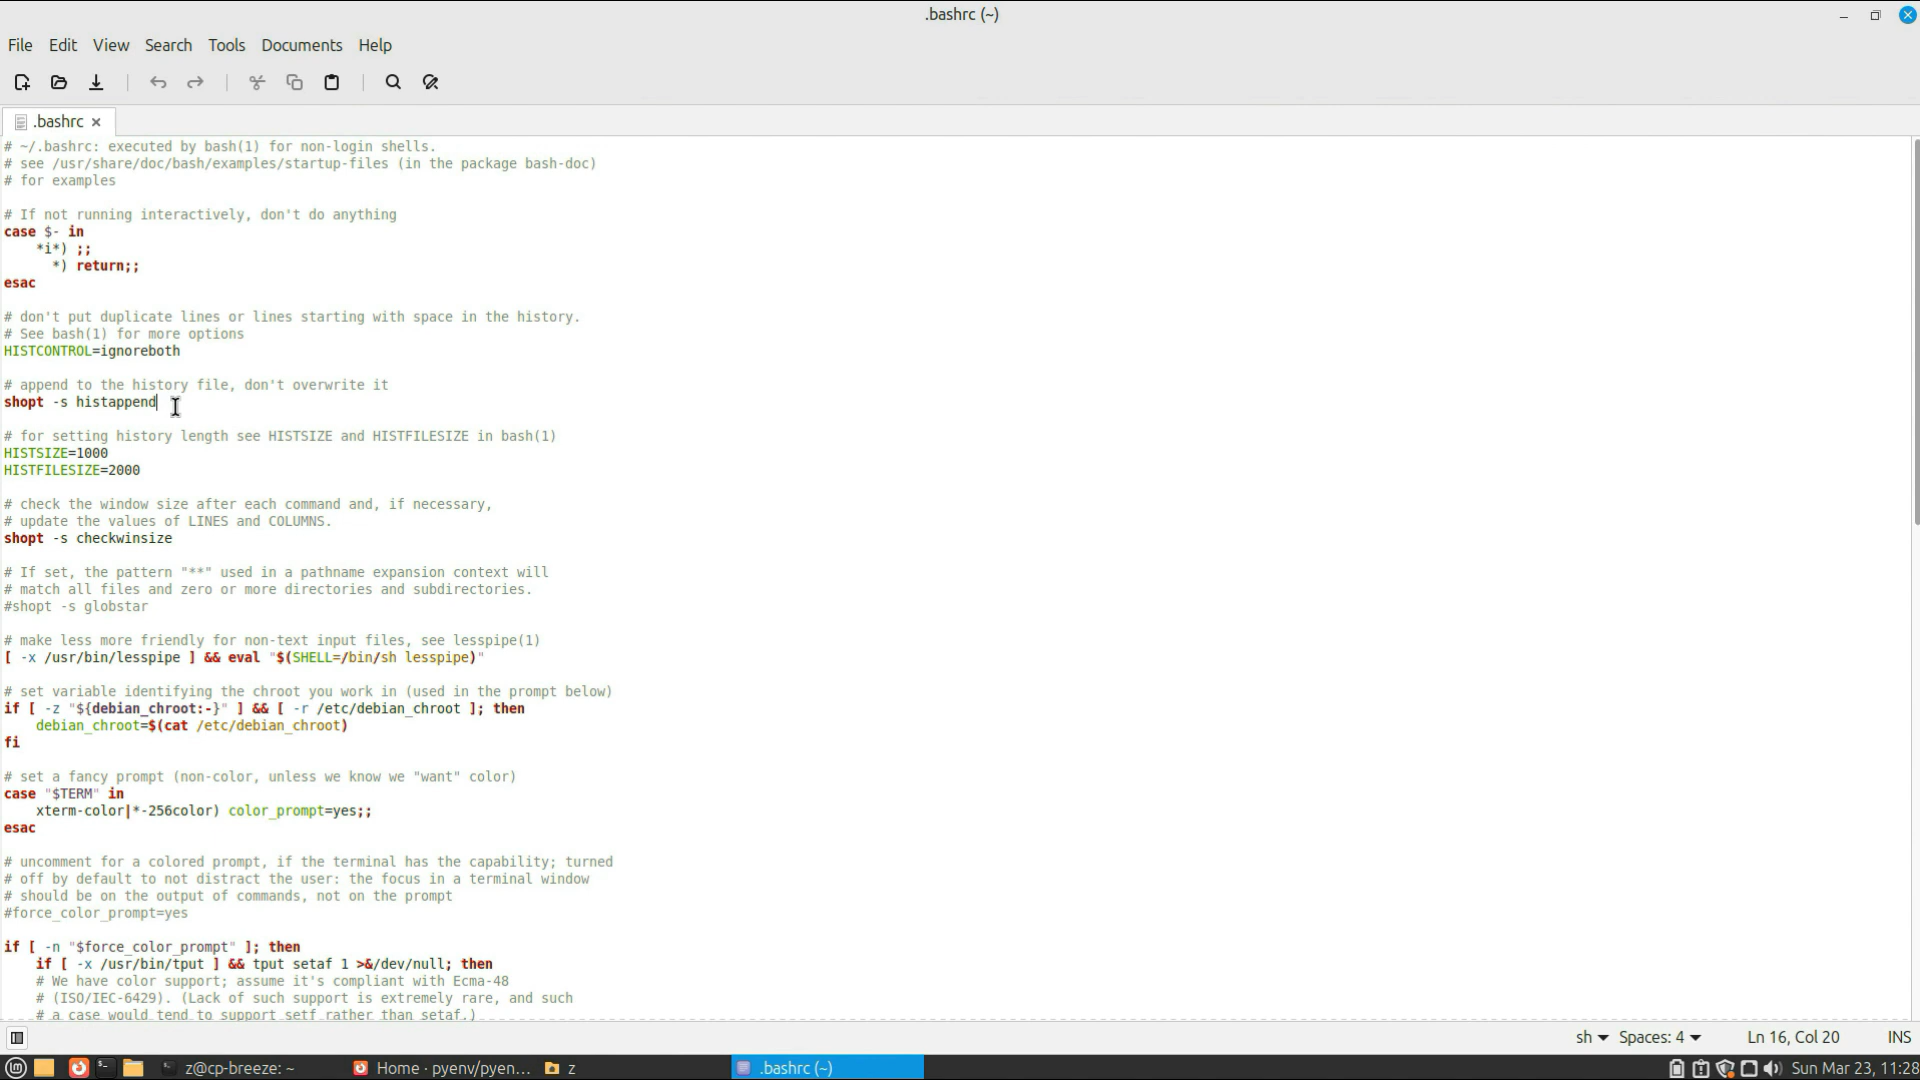 .bashrc (~)
File Edit View Search Tools Documents Help
.bashrc
# ~/.bashrc: executed by bash(1) for non-login shells.
# see /usr/share/doc/bash/examples/startup-files (in the package bash-doc)
# for examples
# If not running interactively, don't do anything
case $- in
    *i*) ;;
      *) return;;
esac
# don't put duplicate lines or lines starting with space in the history.
# See bash(1) for more options
HISTCONTROL=ignoreboth
# append to the history file, don't overwrite it
shopt -s histappend
# for setting history length see HISTSIZE and HISTFILESIZE in bash(1)
HISTSIZE=1000
HISTFILESIZE=2000
# check the window size after each command and, if necessary,
# update the values of LINES and COLUMNS.
shopt -s checkwinsize
# If set, the pattern "**" used in a pathname expansion context will
# match all files and zero or more directories and subdirectories.
#shopt -s globstar
# make less more friendly for non-text input files, see lesspipe(1)
[ -x /usr/bin/lesspipe ] && eval "$(SHELL=/bin/sh lesspipe)"
# set variable identifying the chroot you work in (used in the prompt below)
if [ -z "${debian_chroot:-}" ] && [ -r /etc/debian_chroot ]; then
    debian_chroot=$(cat /etc/debian_chroot)
fi
# set a fancy prompt (non-color, unless we know we "want" color)
case "$TERM" in
    xterm-color|*-256color) color_prompt=yes;;
esac
# uncomment for a colored prompt, if the terminal has the capability; turned
# off by default to not distract the user: the focus in a terminal window
# should be on the output of commands, not on the prompt
#force_color_prompt=yes
if [ -n "$force_color_prompt" ]; then
    if [ -x /usr/bin/tput ] && tput setaf 1 >&/dev/null; then
    # We have color support; assume it's compliant with Ecma-48
    # (ISO/IEC-6429). (Lack of such support is extremely rare, and such
    # a case would tend to support setf rather than setaf.)
sh Spaces: 4 Ln 16, Col 20 INS
z@cp-breeze: ~ Home · pyenv/pyen... z .bashrc (~) Sun Mar 23, 11:28